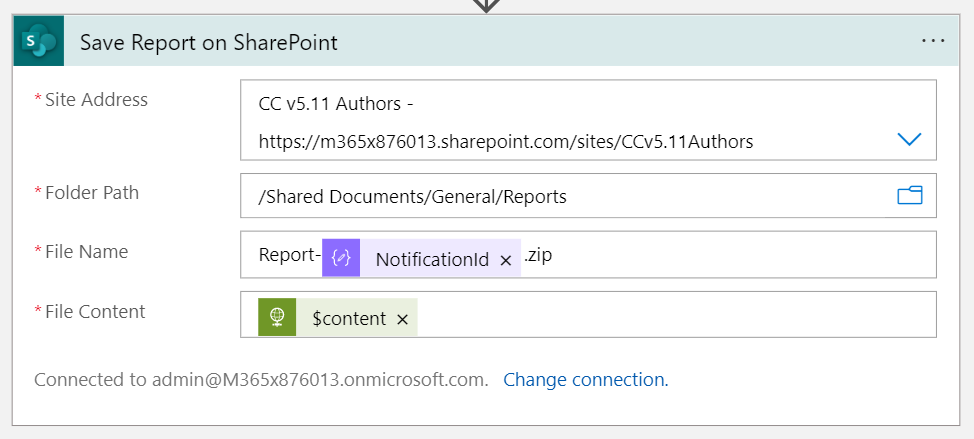 Save Report on SharePoint
* Site Address
CC v5.11 Authors -
https://m365x876013.sharepoint.com/sites/CCv5.11Authors
* Folder Path
/Shared Documents/General/Reports
* File Name
Report- NotificationId × .zip
* File Content
$content ×
Connected to admin@M365x876013.onmicrosoft.com. Change connection.